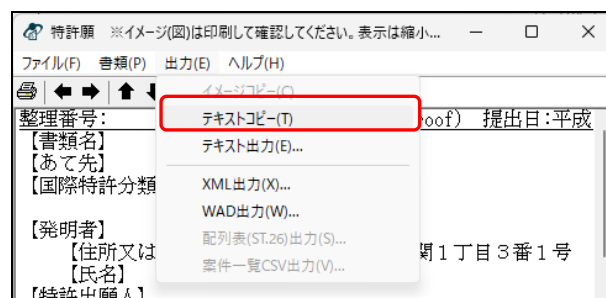 特許願 ※イメージ(図)は印刷して確認してください。表示は縮小...
ファイル(F) 書類(P) 出力(E) ヘルプ(H)
イメージコピー(C)
テキストコピー(T)
テキスト出力(E)...
XML出力(X)...
WAD出力(W)...
配列表(ST.26)出力(S)...
案件一覧CSV出力(V)...
整理番号: oof) 提出日:平成
【書類名】
【あて先】
【国際特許分類
【発明者】
【住所又は 関1丁目3番1号
【氏名】
【特許出願人】